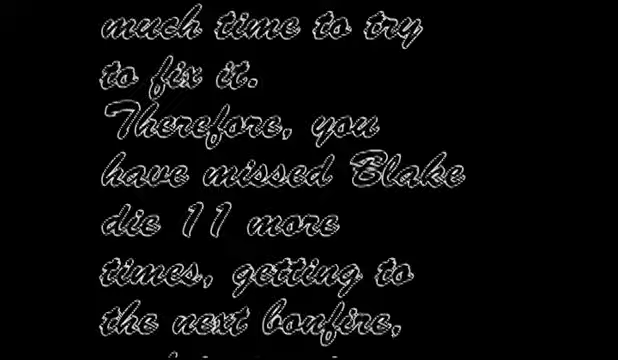 much time to try
to fix it.
Therefore, you
have missed Blake
die 11 more
times, getting to
the next bonfire,